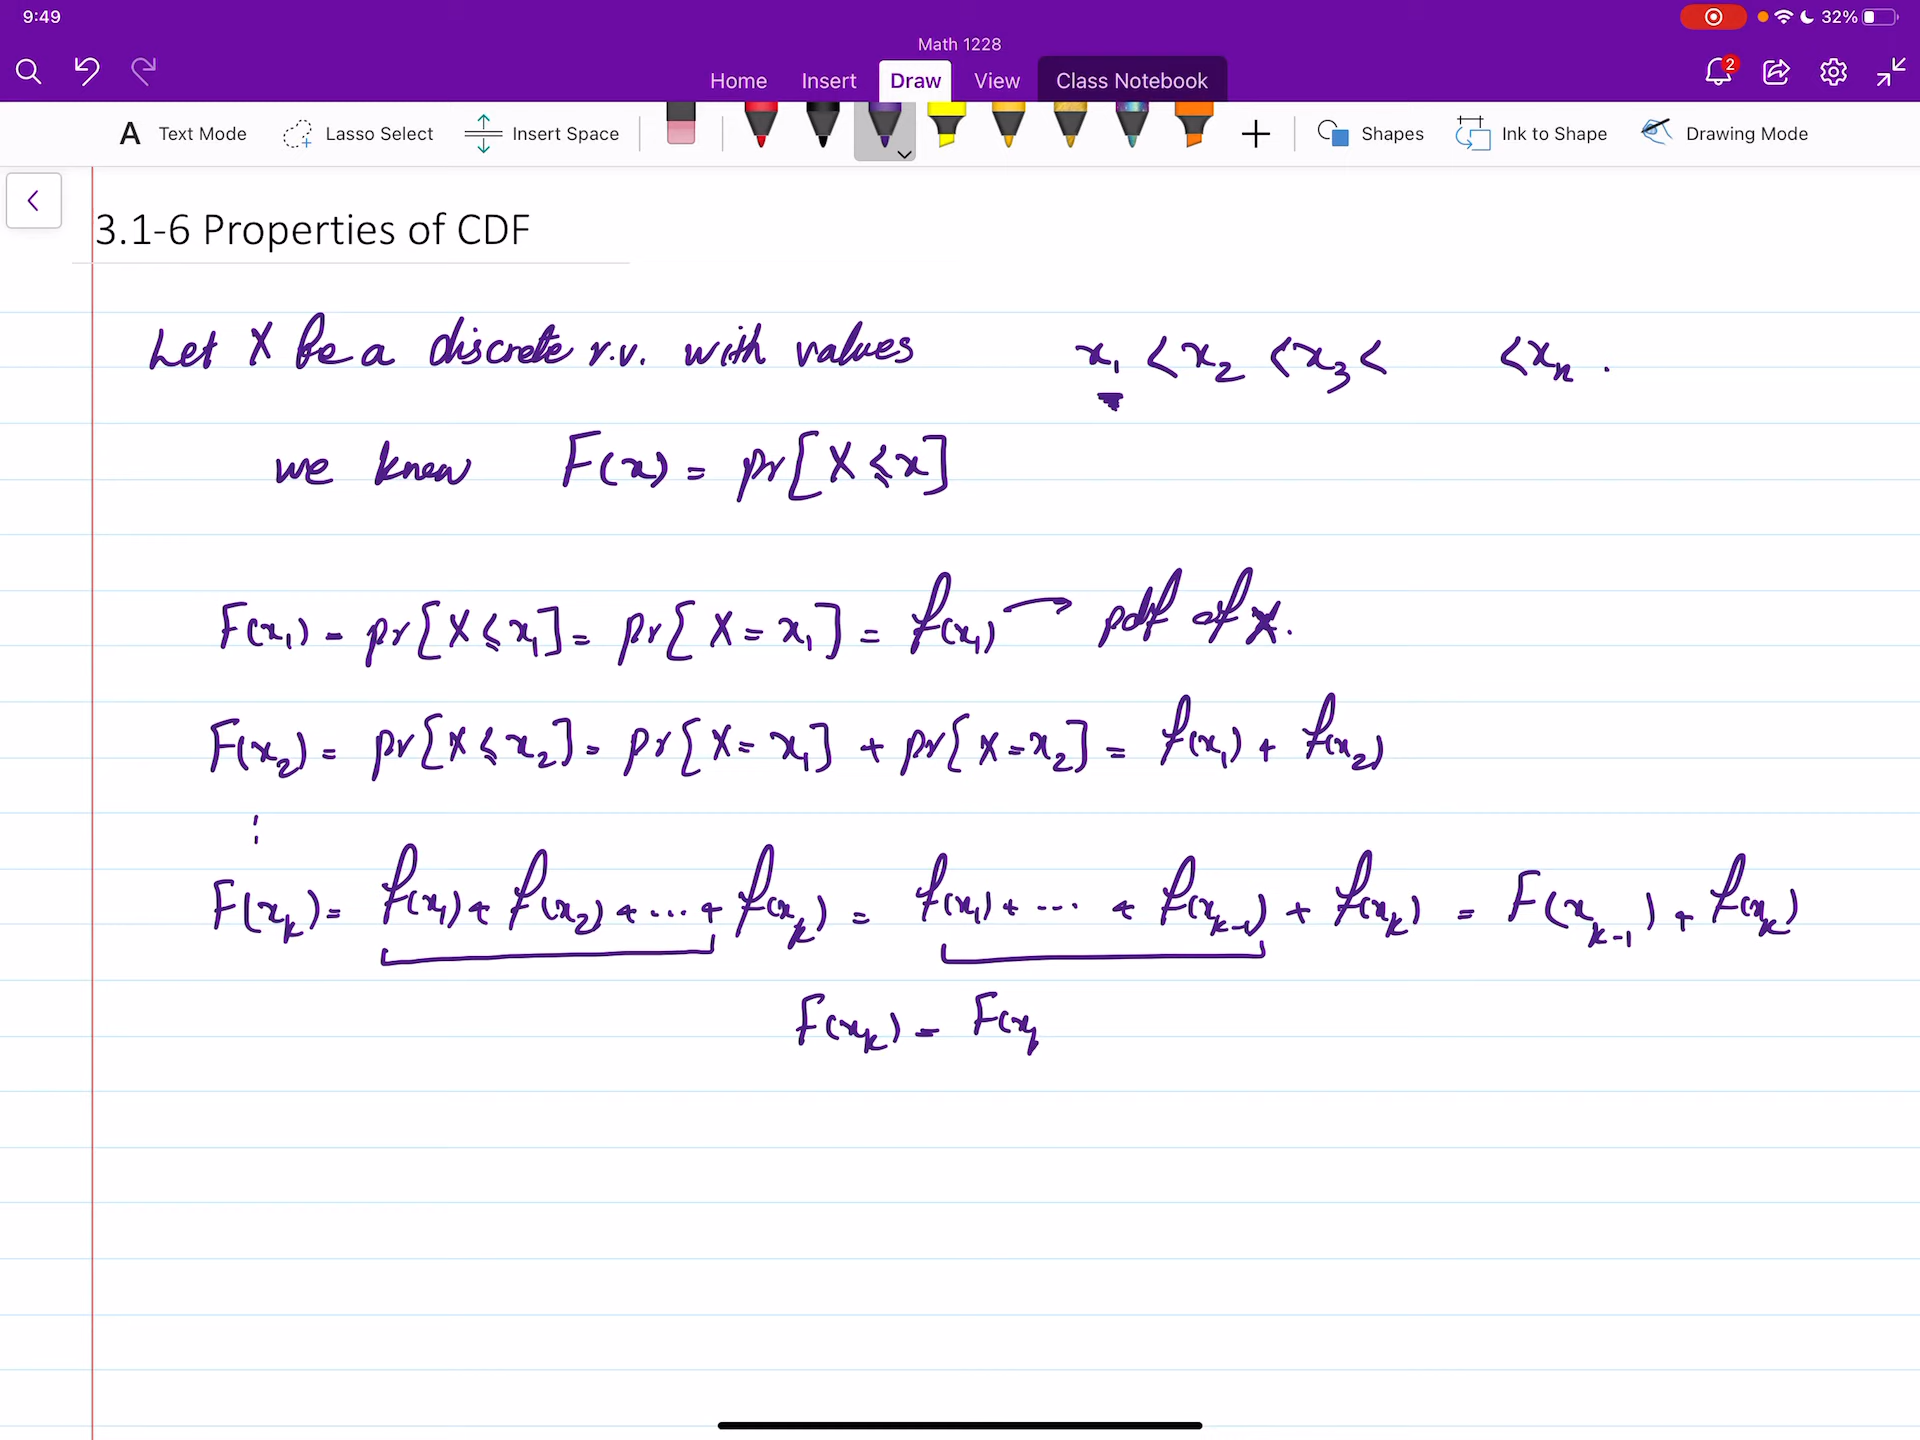 9:49
32%
Math 1228
Home Insert Draw View Class Notebook
2
Text Mode Lasso Select Insert Space Shapes Ink to Shape Drawing Mode
3.1-6 Properties of CDF
Let X be a discrete r.v. with values x₁ < x₂ < x₃ < < xₙ .
we know F(x) = pr[X ≤ x]
F(x₁) = pr[X ≤ x₁] = pr[X = x₁] = f(x₁) → pdf of X.
F(x₂) = pr[X ≤ x₂] = pr[X = x₁] + pr[X = x₂] = f(x₁) + f(x₂)
⋮
F(xₖ) = f(x₁) + f(x₂) + ... + f(xₖ) = f(x₁) + ... + f(xₖ₋₁) + f(xₖ) = F(xₖ₋₁) + f(xₖ)
F(xₖ) = F(xₖ